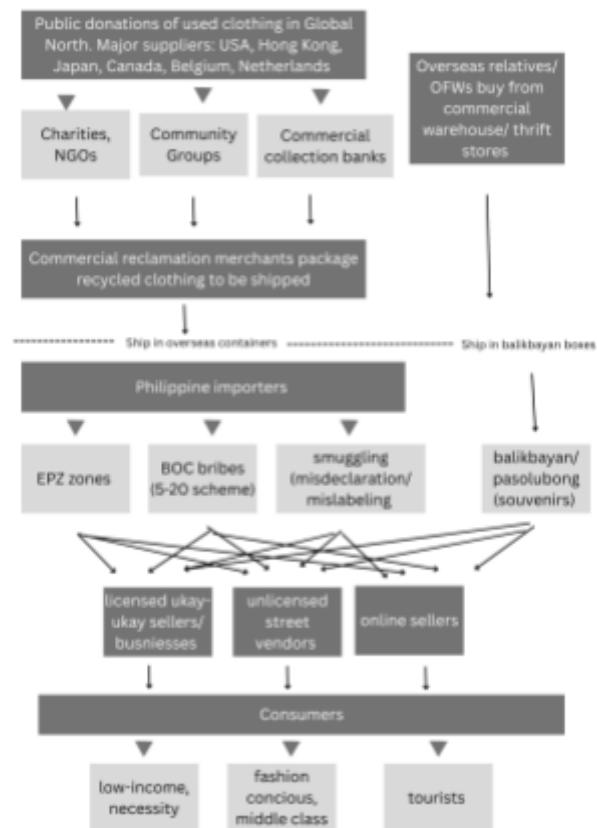 Public donations of used clothing in Global
North. Major suppliers: USA, Hong Kong,
Japan, Canada, Belgium, Netherlands
Overseas relatives/
OFWs buy from
commercial
warehouse/ thrift
stores
Charities,
NGOs
Community
Groups
Commercial
collection banks
Commercial reclamation merchants package
recycled clothing to be shipped
Ship in overseas containers
Ship in balikbayan boxes
Philippine importers
EPZ zones
BOC bribes
(5-20 scheme)
smuggling
(misdeclaration/
mislabeling
balikbayan/
pasolubong
(souvenirs)
licensed ukay-
ukay sellers/
busniesses
unlicensed
street
vendors
online sellers
Consumers
low-income,
necessity
fashion
concious,
middle class
tourists